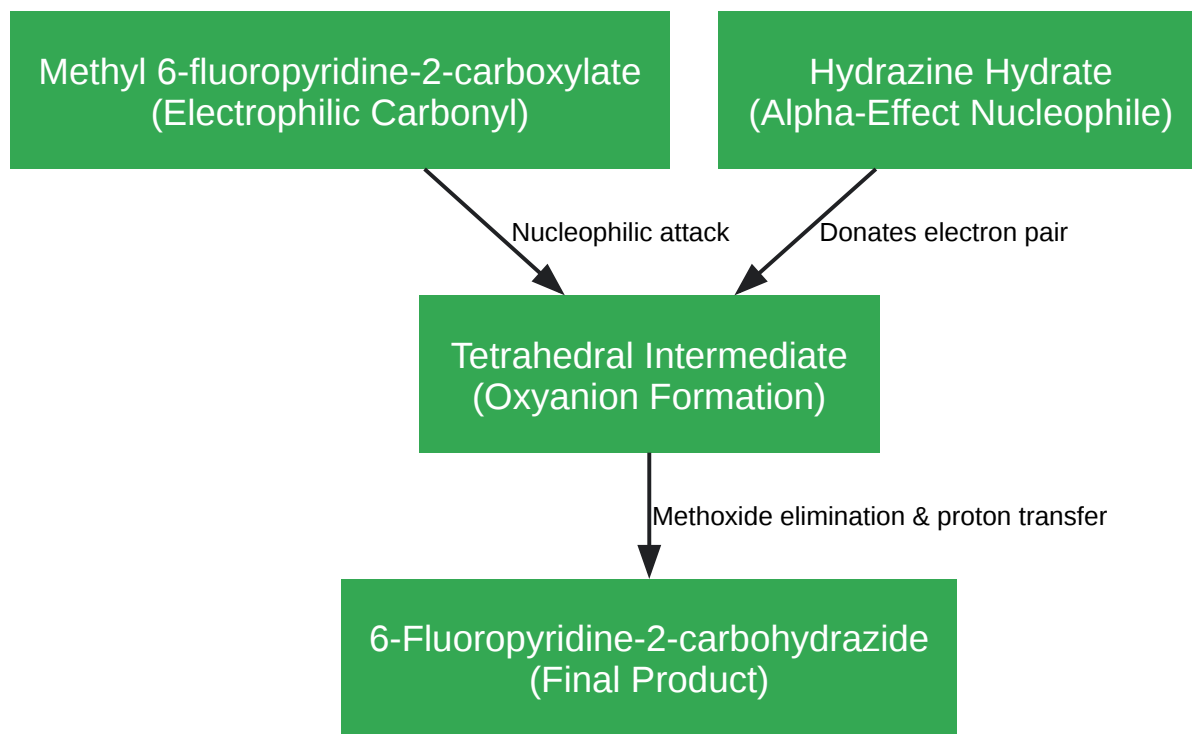 Methyl 6-fluoropyridine-2-carboxylate
(Electrophilic Carbonyl)
Hydrazine Hydrate
(Alpha-Effect Nucleophile)
Nucleophilic attack
Donates electron pair
Tetrahedral Intermediate
(Oxyanion Formation)
Methoxide elimination & proton transfer
6-Fluoropyridine-2-carbohydrazide
(Final Product)